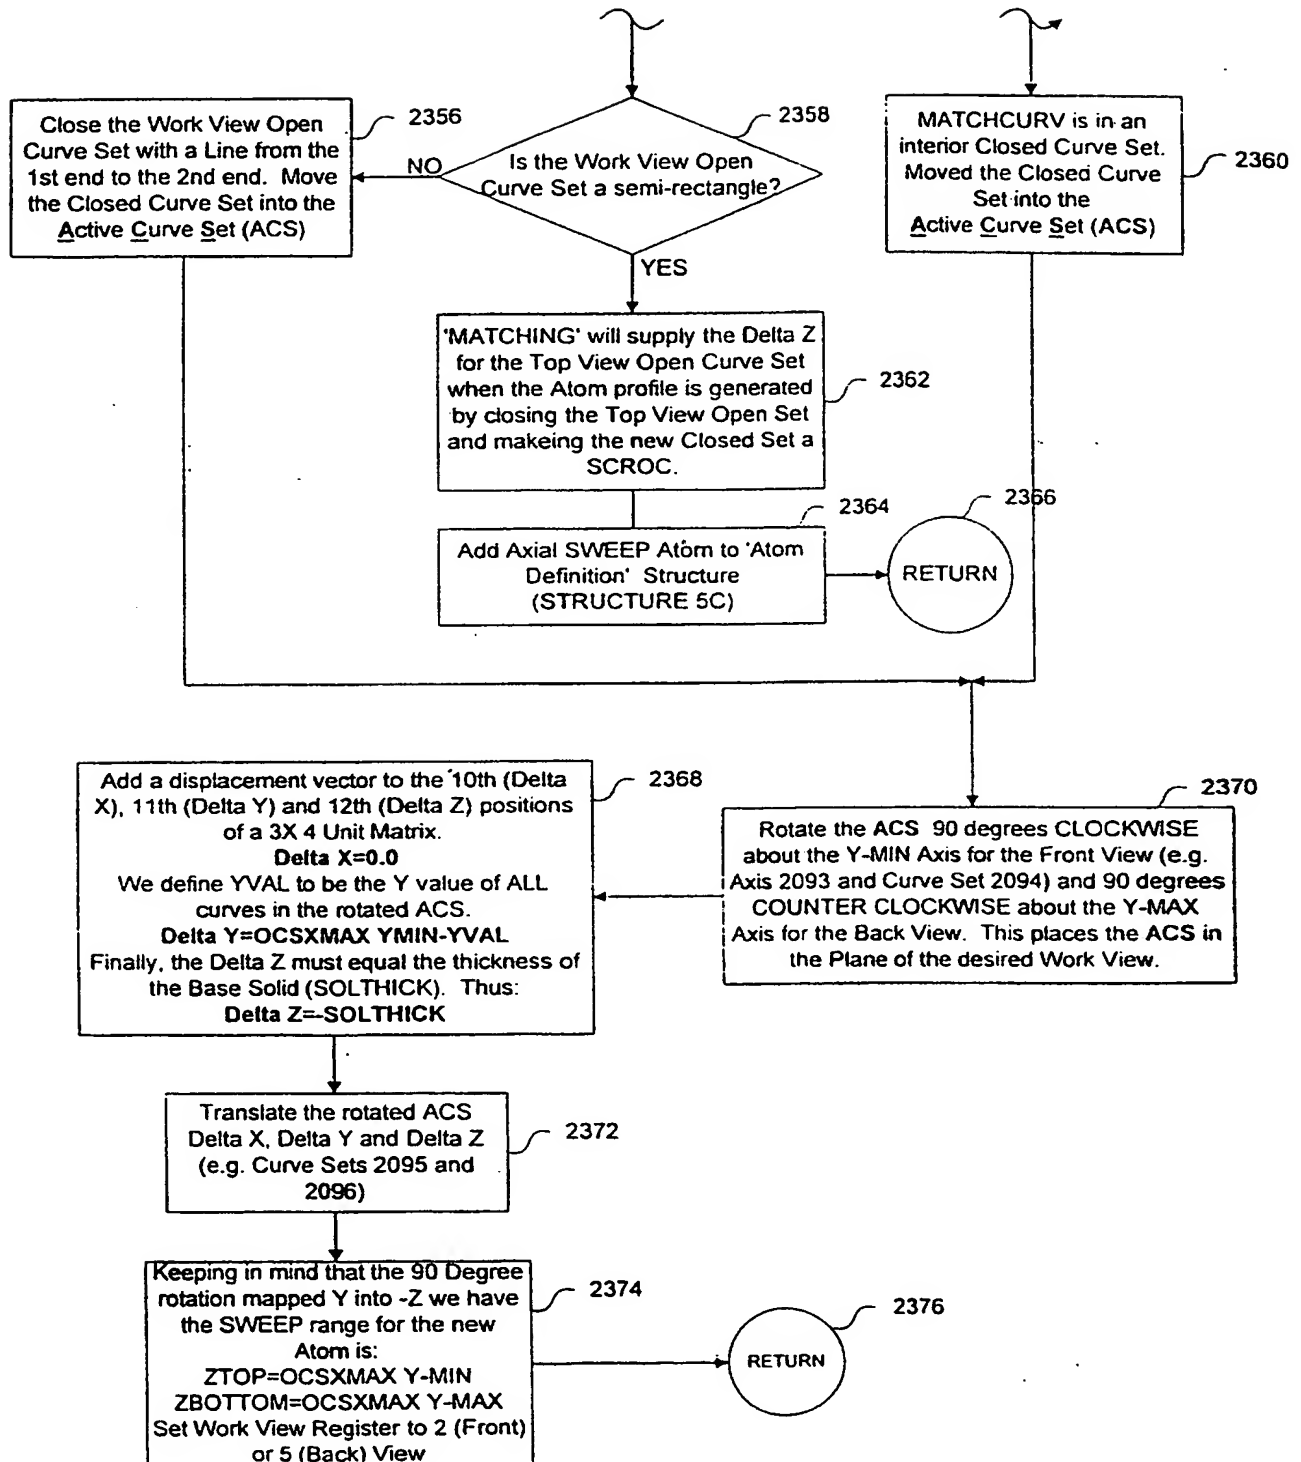 Close the Work View Open
Curve Set with a Line from the
1st end to the 2nd end. Move
the Closed Curve Set into the
Active Curve Set (ACS)
2356
NO
Is the Work View Open
Curve Set a semi-rectangle?
2358
YES
MATCHCURV is in an
interior Closed Curve Set.
Moved the Closed Curve
Set into the
Active Curve Set (ACS)
2360
'MATCHING' will supply the Delta Z
for the Top View Open Curve Set
when the Atom profile is generated
by closing the Top View Open Set
and makeing the new Closed Set a
SCROC.
2362
2364
Add Axial SWEEP Atom to 'Atom
Definition' Structure
(STRUCTURE 5C)
2366
RETURN
Add a displacement vector to the 10th (Delta
X), 11th (Delta Y) and 12th (Delta Z) positions
of a 3X 4 Unit Matrix.
Delta X=0.0
We define YVAL to be the Y value of ALL
curves in the rotated ACS.
Delta Y=OCSXMAX YMIN-YVAL
Finally, the Delta Z must equal the thickness of
the Base Solid (SOLTHICK). Thus:
Delta Z=-SOLTHICK
2368
2370
Rotate the ACS 90 degrees CLOCKWISE
about the Y-MIN Axis for the Front View (e.g.
Axis 2093 and Curve Set 2094) and 90 degrees
COUNTER CLOCKWISE about the Y-MAX
Axis for the Back View. This places the ACS in
the Plane of the desired Work View.
Translate the rotated ACS
Delta X, Delta Y and Delta Z
(e.g. Curve Sets 2095 and
2096)
2372
Keeping in mind that the 90 Degree
rotation mapped Y into -Z we have
the SWEEP range for the new
Atom is:
ZTOP=OCSXMAX Y-MIN
ZBOTTOM=OCSXMAX Y-MAX
Set Work View Register to 2 (Front)
or 5 (Back) View
2374
2376
RETURN